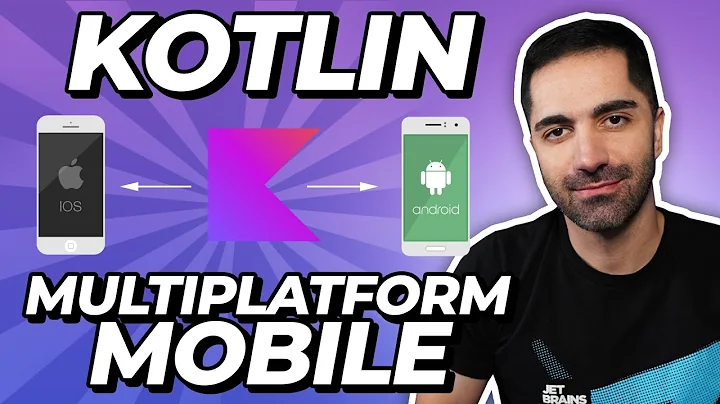 KOTLIN
IOS
android
MULTIPLATFORM
MOBILE
JET
BRAINS